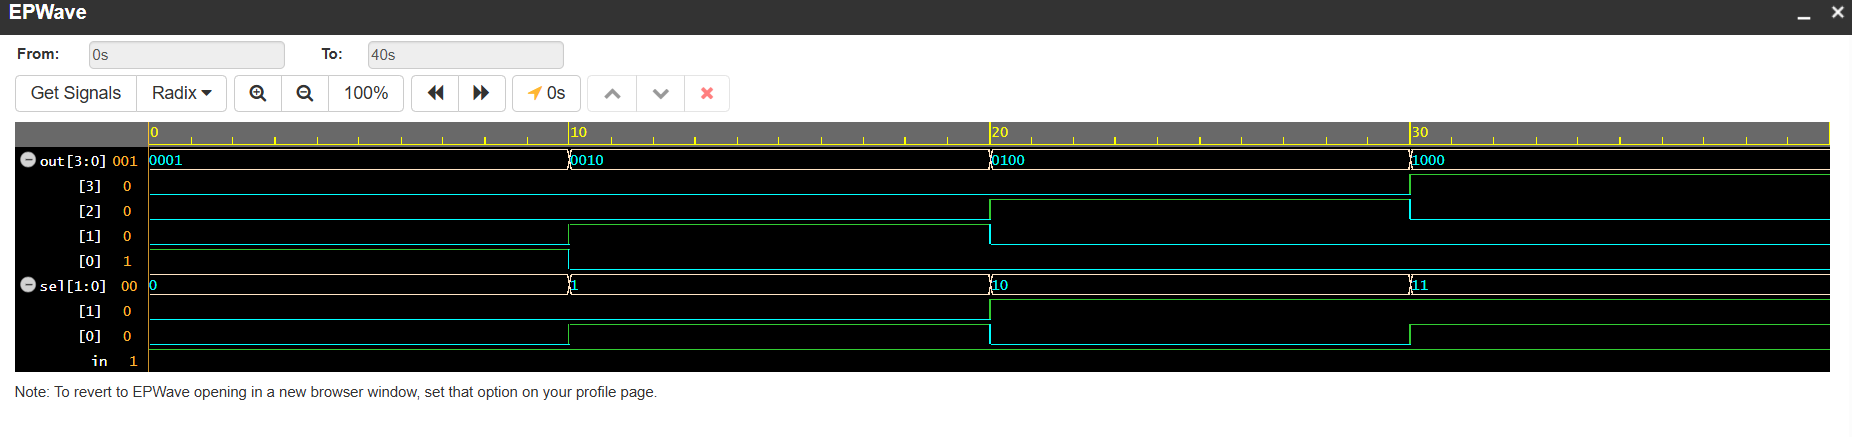 EPWave
From: 0s To: 40s
Get Signals Radix 100% 0s
0 10 20 30
out[3:0] 001 0001 0010 0100 1000
[3] 0
[2] 0
[1] 0
[0] 1
sel[1:0] 00 0 1 10 11
[1] 0
[0] 0
in 1
Note: To revert to EPWave opening in a new browser window, set that option on your profile page.